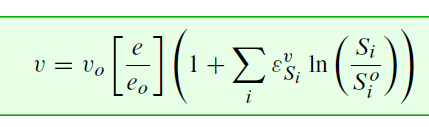 v = v_o [e/e_o] (1 + ∑_i ε^v_{S_i} ln(S_i/S_i^o))